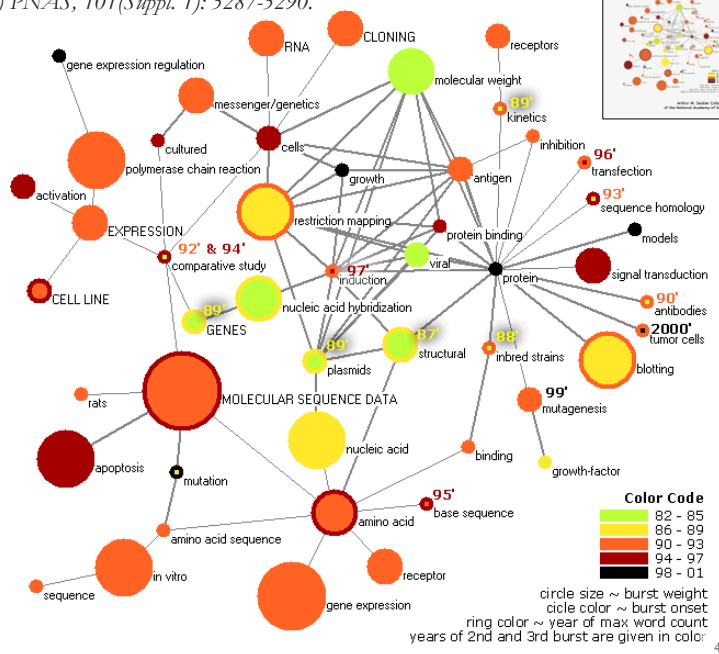 PNAS, 101(Suppl. 1): 5287-5290.
RNA
CLONING
receptors
gene expression regulation
molecular weight
messenger/genetics
89'
kinetics
inhibition
cultured
cells
polymerase chain reaction
growth
antigen
96'
transfection
activation
93'
sequence homology
restriction mapping
EXPRESSION
protein binding
models
92' & 94'
comparative study
97'
induction
viral
protein
signal transduction
CELL LINE
nucleic acid hybridization
90'
antibodies
89'
GENES
87'
structural
88'
inbred strains
2000'
tumor cells
89'
plasmids
blotting
rats
MOLECULAR SEQUENCE DATA
99'
mutagenesis
apoptosis
nucleic acid
binding
growth-factor
mutation
95'
base sequence
amino acid
amino acid sequence
in vitro
receptor
sequence
gene expression
Color Code
82 - 85
86 - 89
90 - 93
94 - 97
98 - 01
circle size ~ burst weight
cicle color ~ burst onset
ring color ~ year of max word count
years of 2nd and 3rd burst are given in color
4